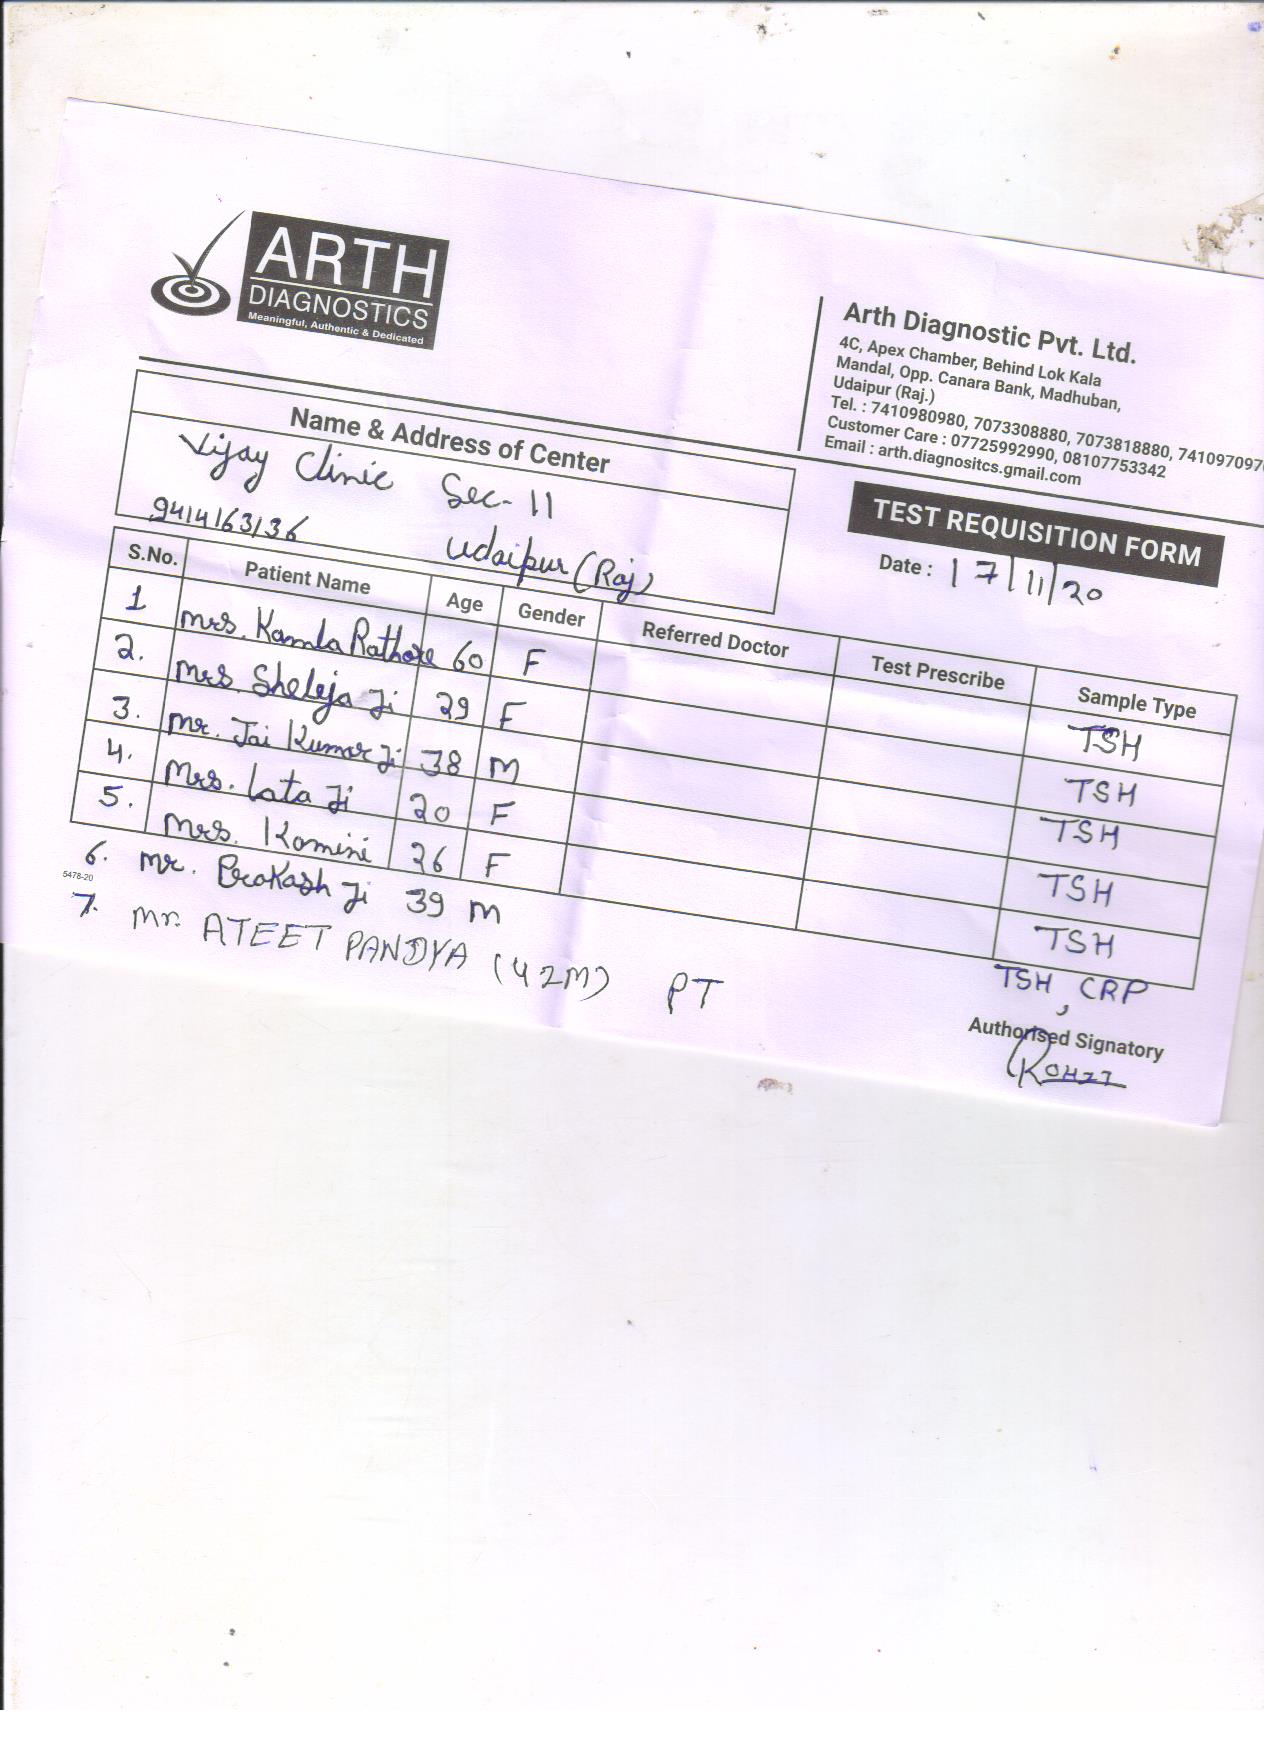 ARTH
DIAGNOSTICS
Meaningful, Authentic & Dedicated
Arth Diagnostic Pvt. Ltd.
4C, Apex Chamber, Behind Lok Kala
Mandal, Opp. Canara Bank, Madhuban,
Udaipur (Raj.)
Tel. : 7410980980, 7073308880, 7073818880, 741097097
Customer Care : 07725992990, 08107753342
Email : arth.diagnositcs.gmail.com
Name & Address of Center
Vijay Clinic Sec-11
9414163136 Udaipur (Raj)
TEST REQUISITION FORM
Date : 17/11/20
S.No. Patient Name Age Gender Referred Doctor Test Prescribe Sample Type
1 Mrs. Kamla Rathore 60 F TSH
2. Mrs. Sheleja Ji 29 F TSH
3. Mr. Jai Kumar Ji 38 M TSH
4. Mrs. Lata Ji 20 F TSH
5. Mrs. Komini 26 F TSH
6. Mr. Prakash Ji 39 M TSH, CRP
5478-20
7. Mr. ATEET PANDYA (42M) PT
Authorised Signatory